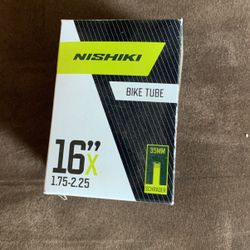 NISHIKI
BIKE TUBE
16"x
1.75-2.25
35MM
SCHRADER